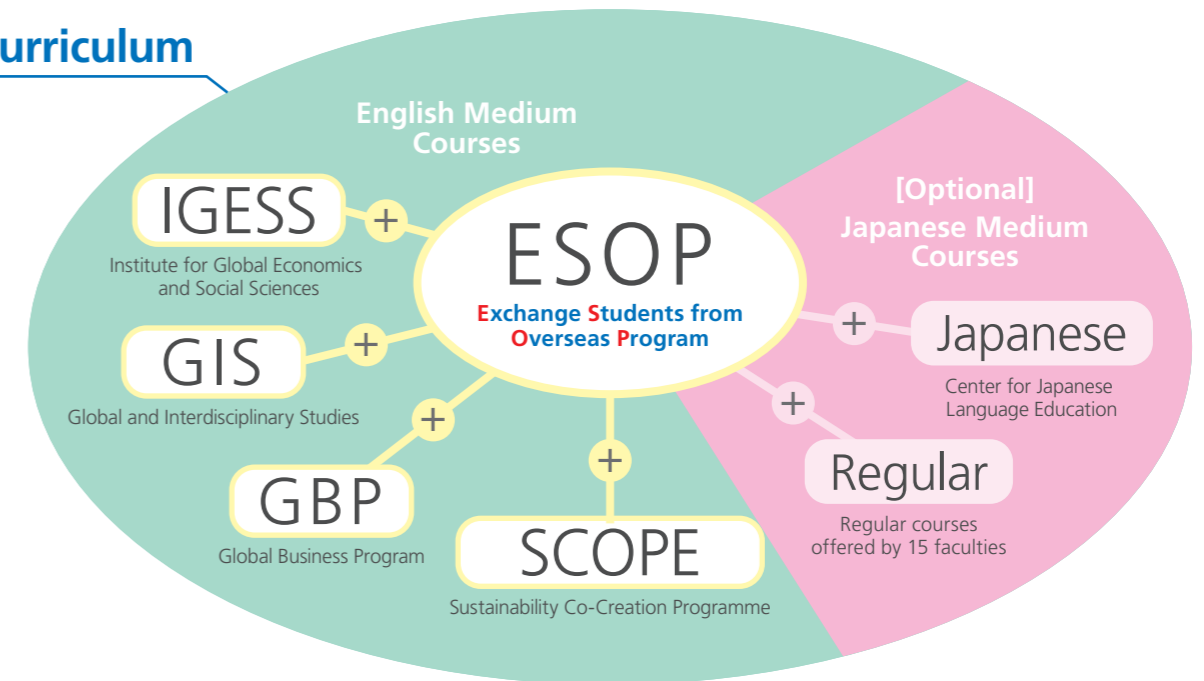 urriculum
English Medium
Courses
IGESS
+
Institute for Global Economics
and Social Sciences
GIS
+
Global and Interdisciplinary Studies
GBP
+
Global Business Program
SCOPE
+
Sustainability Co-Creation Programme
ESOP
Exchange Students from
Overseas Program
[Optional]
Japanese Medium
Courses
+
Japanese
Center for Japanese
Language Education
+
Regular
Regular courses
offered by 15 faculties